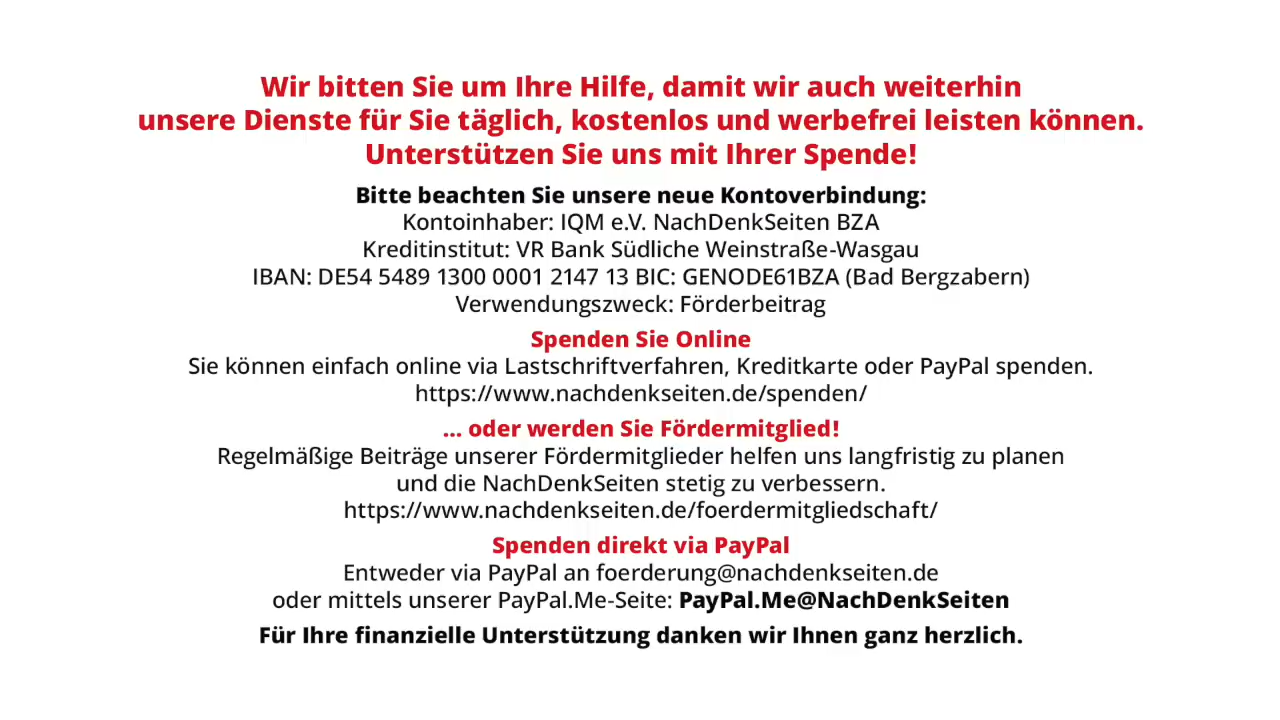 Wir bitten Sie um Ihre Hilfe, damit wir auch weiterhin
unsere Dienste für Sie täglich, kostenlos und werbefrei leisten können.
Unterstützen Sie uns mit Ihrer Spende!
Bitte beachten Sie unsere neue Kontoverbindung:
Kontoinhaber: IQM e.V. NachDenkSeiten BZA
Kreditinstitut: VR Bank Südliche Weinstraße-Wasgau
IBAN: DE54 5489 1300 0001 2147 13 BIC: GENODE61BZA (Bad Bergzabern)
Verwendungszweck: Förderbeitrag
Spenden Sie Online
Sie können einfach online via Lastschriftverfahren, Kreditkarte oder PayPal spenden.
https://www.nachdenkseiten.de/spenden/
... oder werden Sie Fördermitglied!
Regelmäßige Beiträge unserer Fördermitglieder helfen uns langfristig zu planen
und die NachDenkSeiten stetig zu verbessern.
https://www.nachdenkseiten.de/foerdermitgliedschaft/
Spenden direkt via PayPal
Entweder via PayPal an foerderung@nachdenkseiten.de
oder mittels unserer PayPal.Me-Seite: PayPal.Me@NachDenkSeiten
Für Ihre finanzielle Unterstützung danken wir Ihnen ganz herzlich.